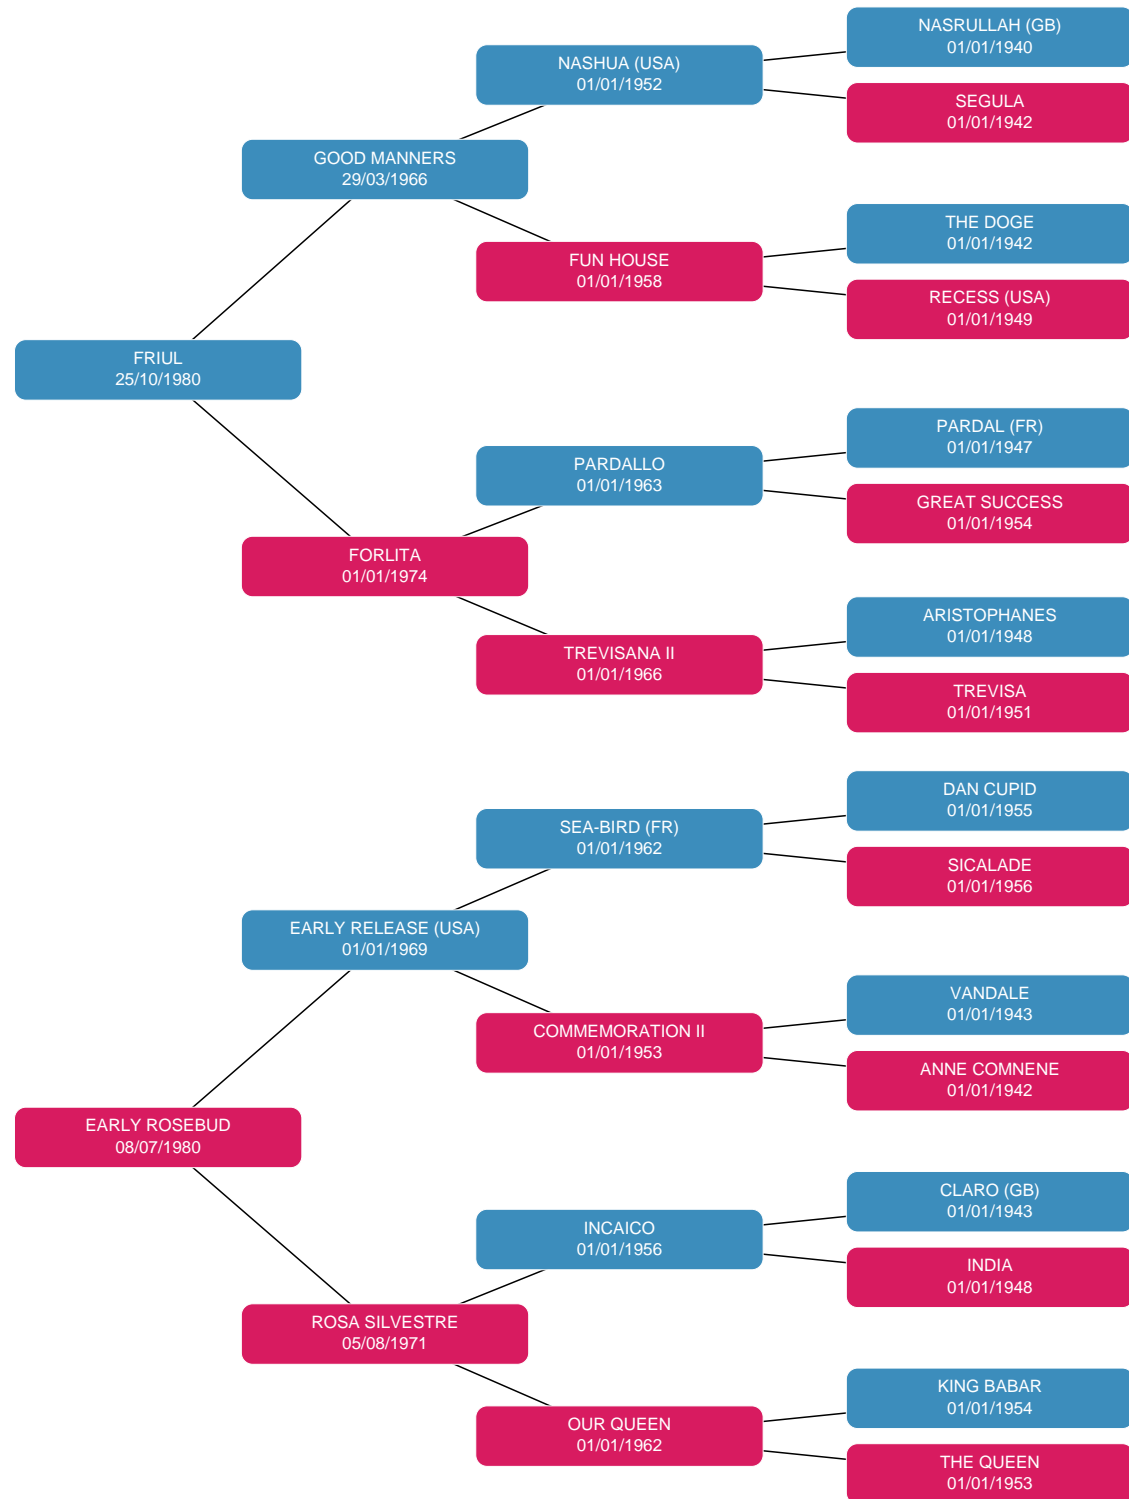 NASRULLAH (GB)
01/01/1940
NASHUA (USA)
01/01/1952
SEGULA
01/01/1942
GOOD MANNERS
29/03/1966
THE DOGE
01/01/1942
FUN HOUSE
01/01/1958
RECESS (USA)
01/01/1949
FRIUL
25/10/1980
PARDAL (FR)
01/01/1947
PARDALLO
01/01/1963
GREAT SUCCESS
01/01/1954
FORLITA
01/01/1974
ARISTOPHANES
01/01/1948
TREVISANA II
01/01/1966
TREVISA
01/01/1951
DAN CUPID
01/01/1955
SEA-BIRD (FR)
01/01/1962
SICALADE
01/01/1956
EARLY RELEASE (USA)
01/01/1969
VANDALE
01/01/1943
COMMEMORATION II
01/01/1953
ANNE COMNENE
01/01/1942
EARLY ROSEBUD
08/07/1980
CLARO (GB)
01/01/1943
INCAICO
01/01/1956
INDIA
01/01/1948
ROSA SILVESTRE
05/08/1971
KING BABAR
01/01/1954
OUR QUEEN
01/01/1962
THE QUEEN
01/01/1953